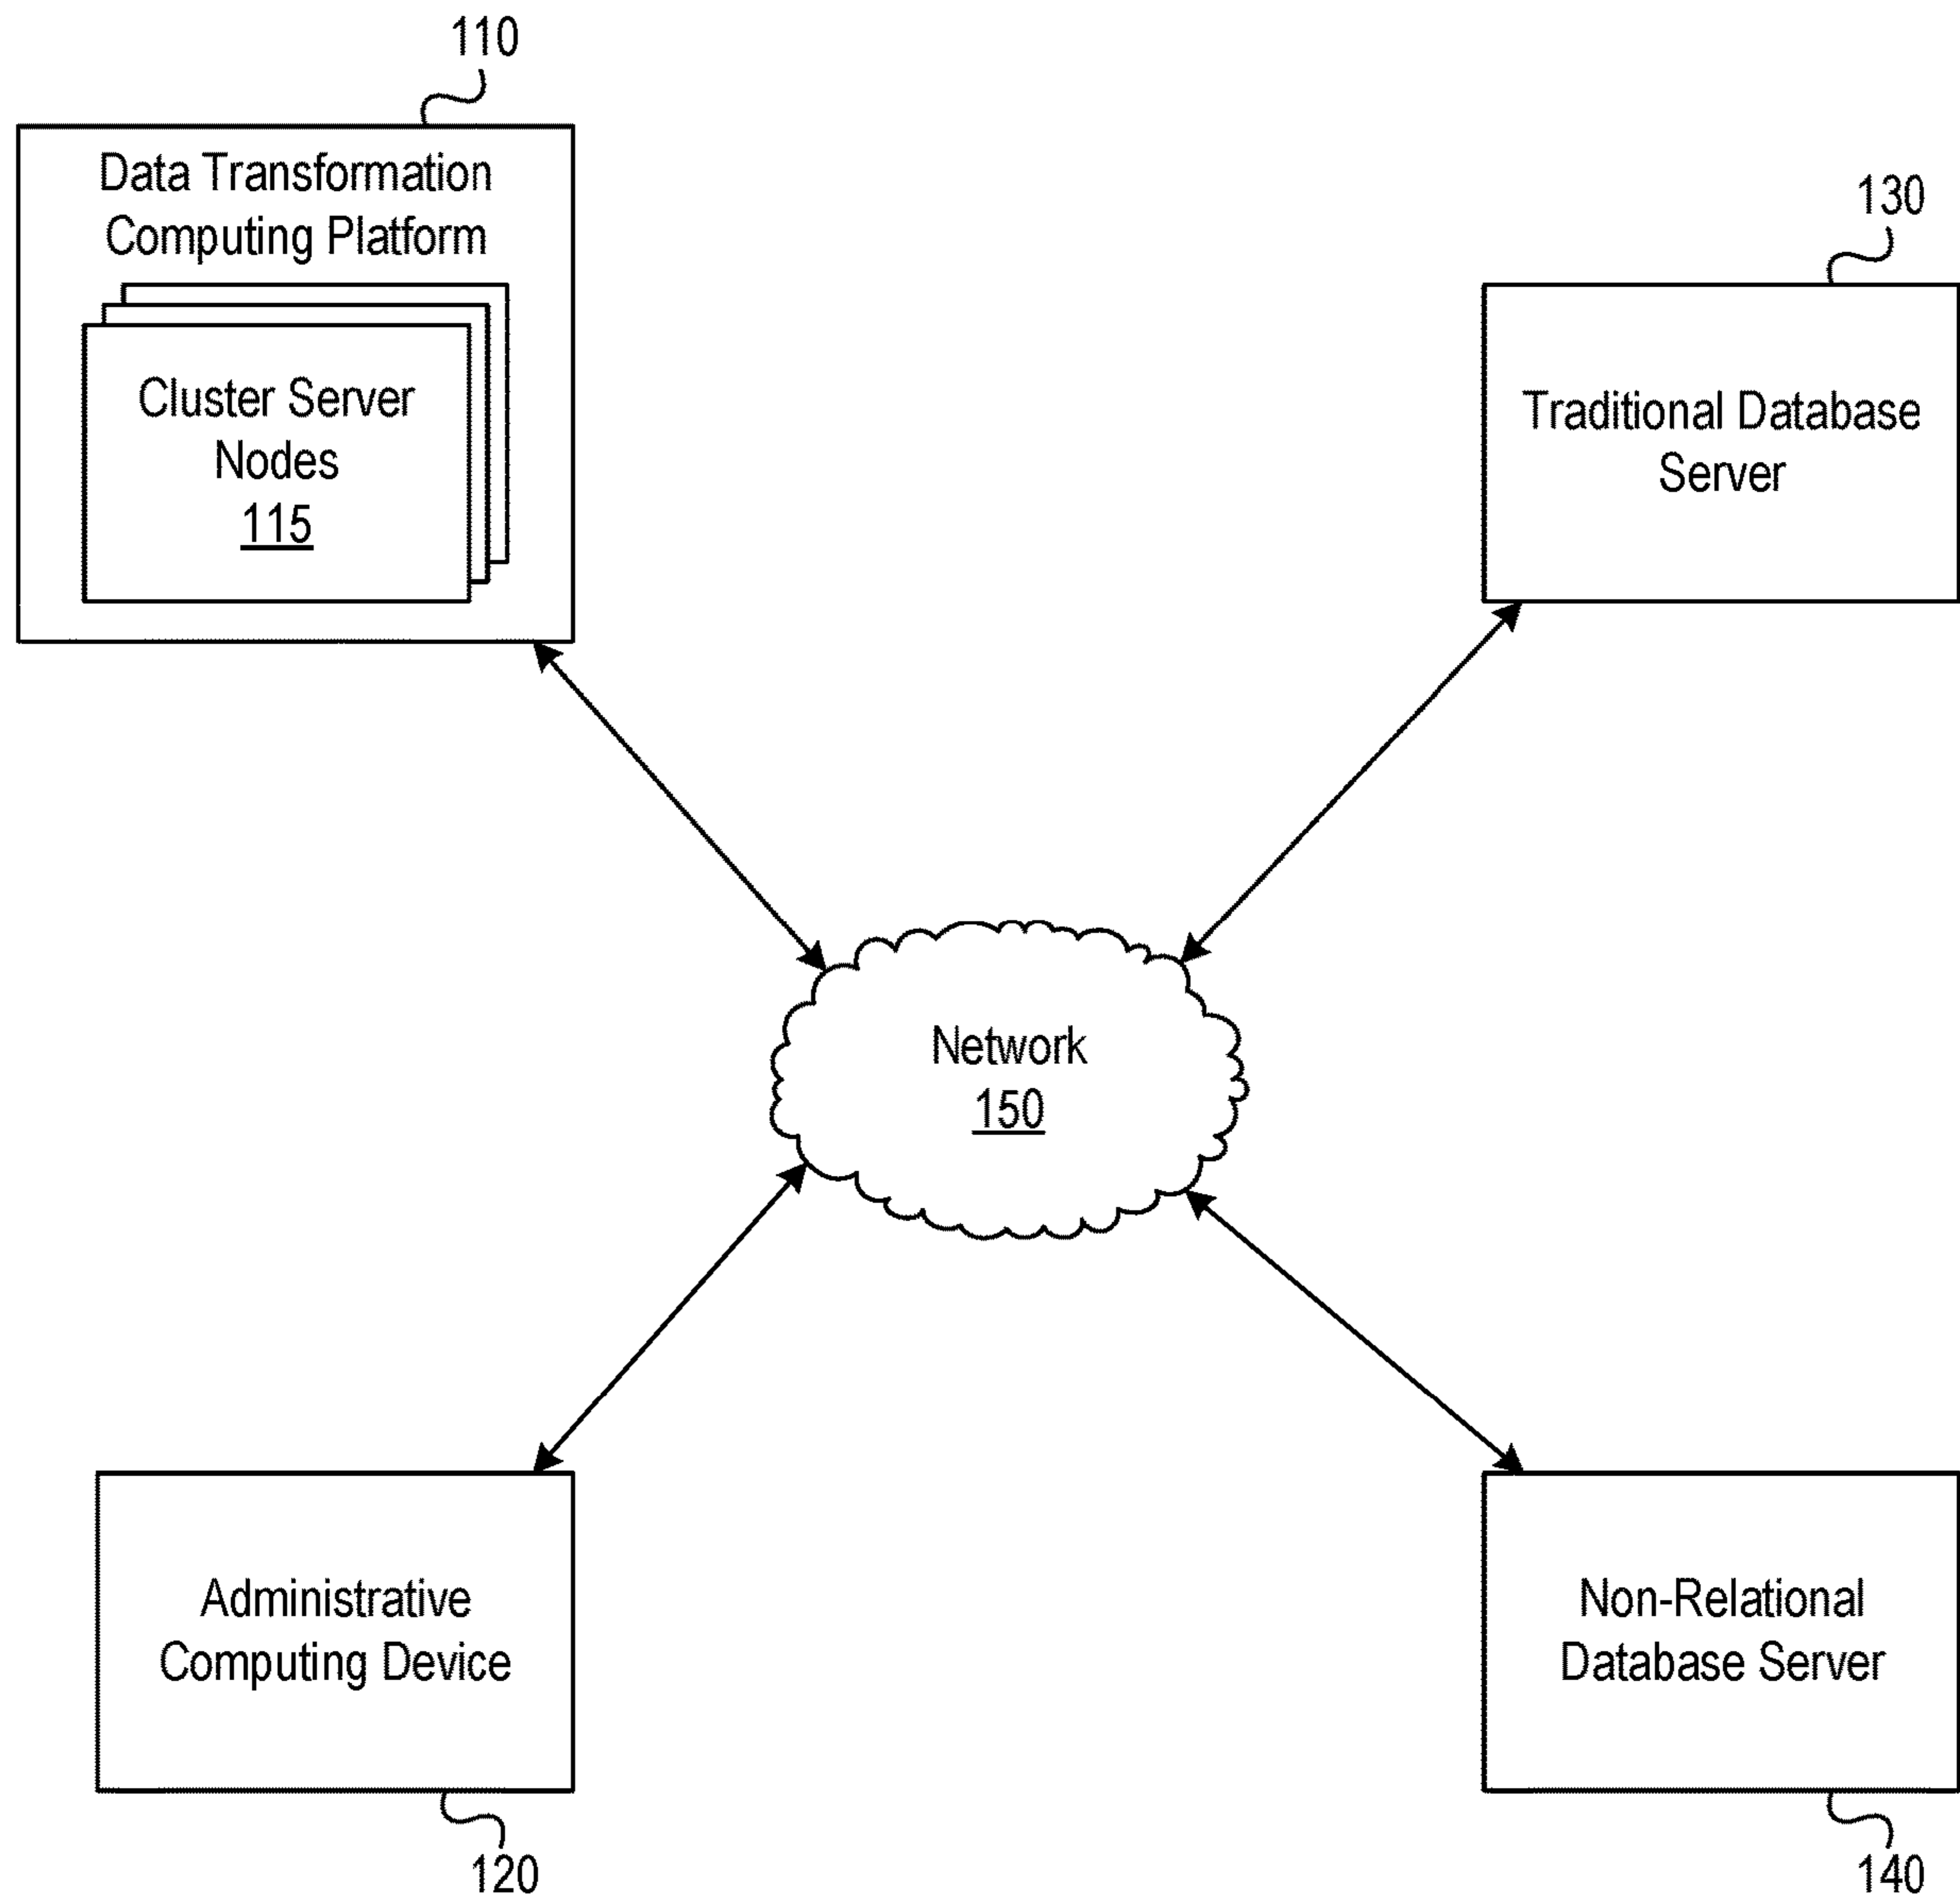 110
Data Transformation
Computing Platform
Cluster Server
Nodes
115
130
Traditional Database
Server
Network
150
Administrative
Computing Device
120
Non-Relational
Database Server
140